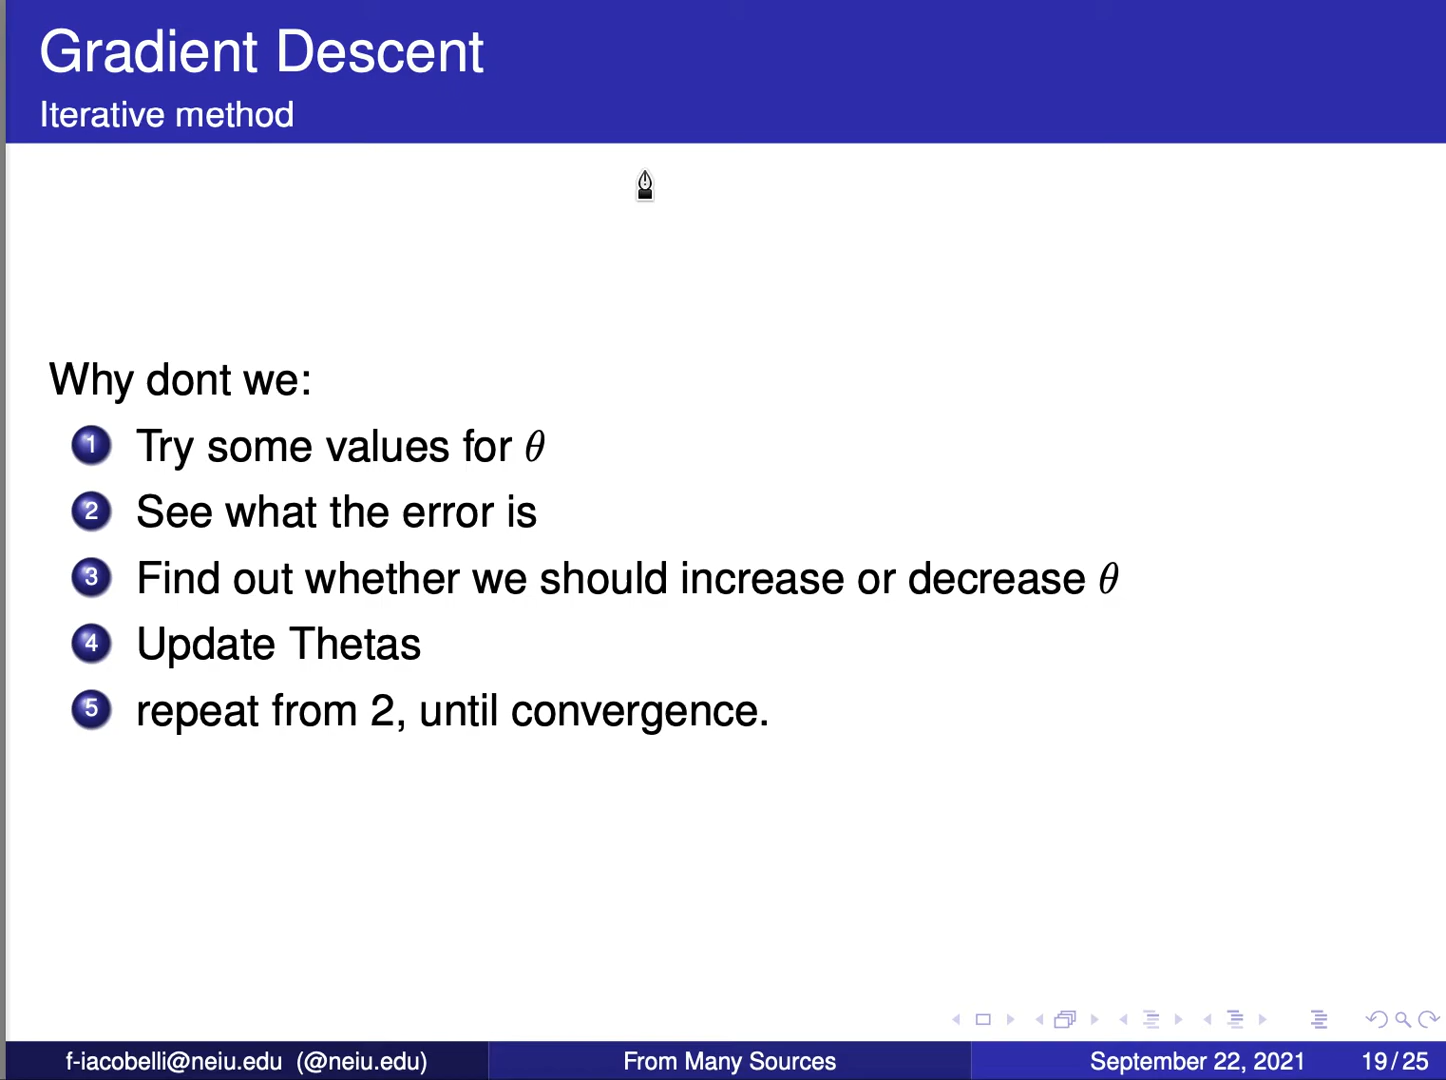 Gradient Descent
Iterative method
Why dont we:
1 Try some values for θ
2 See what the error is
3 Find out whether we should increase or decrease θ
4 Update Thetas
5 repeat from 2, until convergence.
f-iacobelli@neiu.edu (@neiu.edu) From Many Sources September 22, 2021 19/25